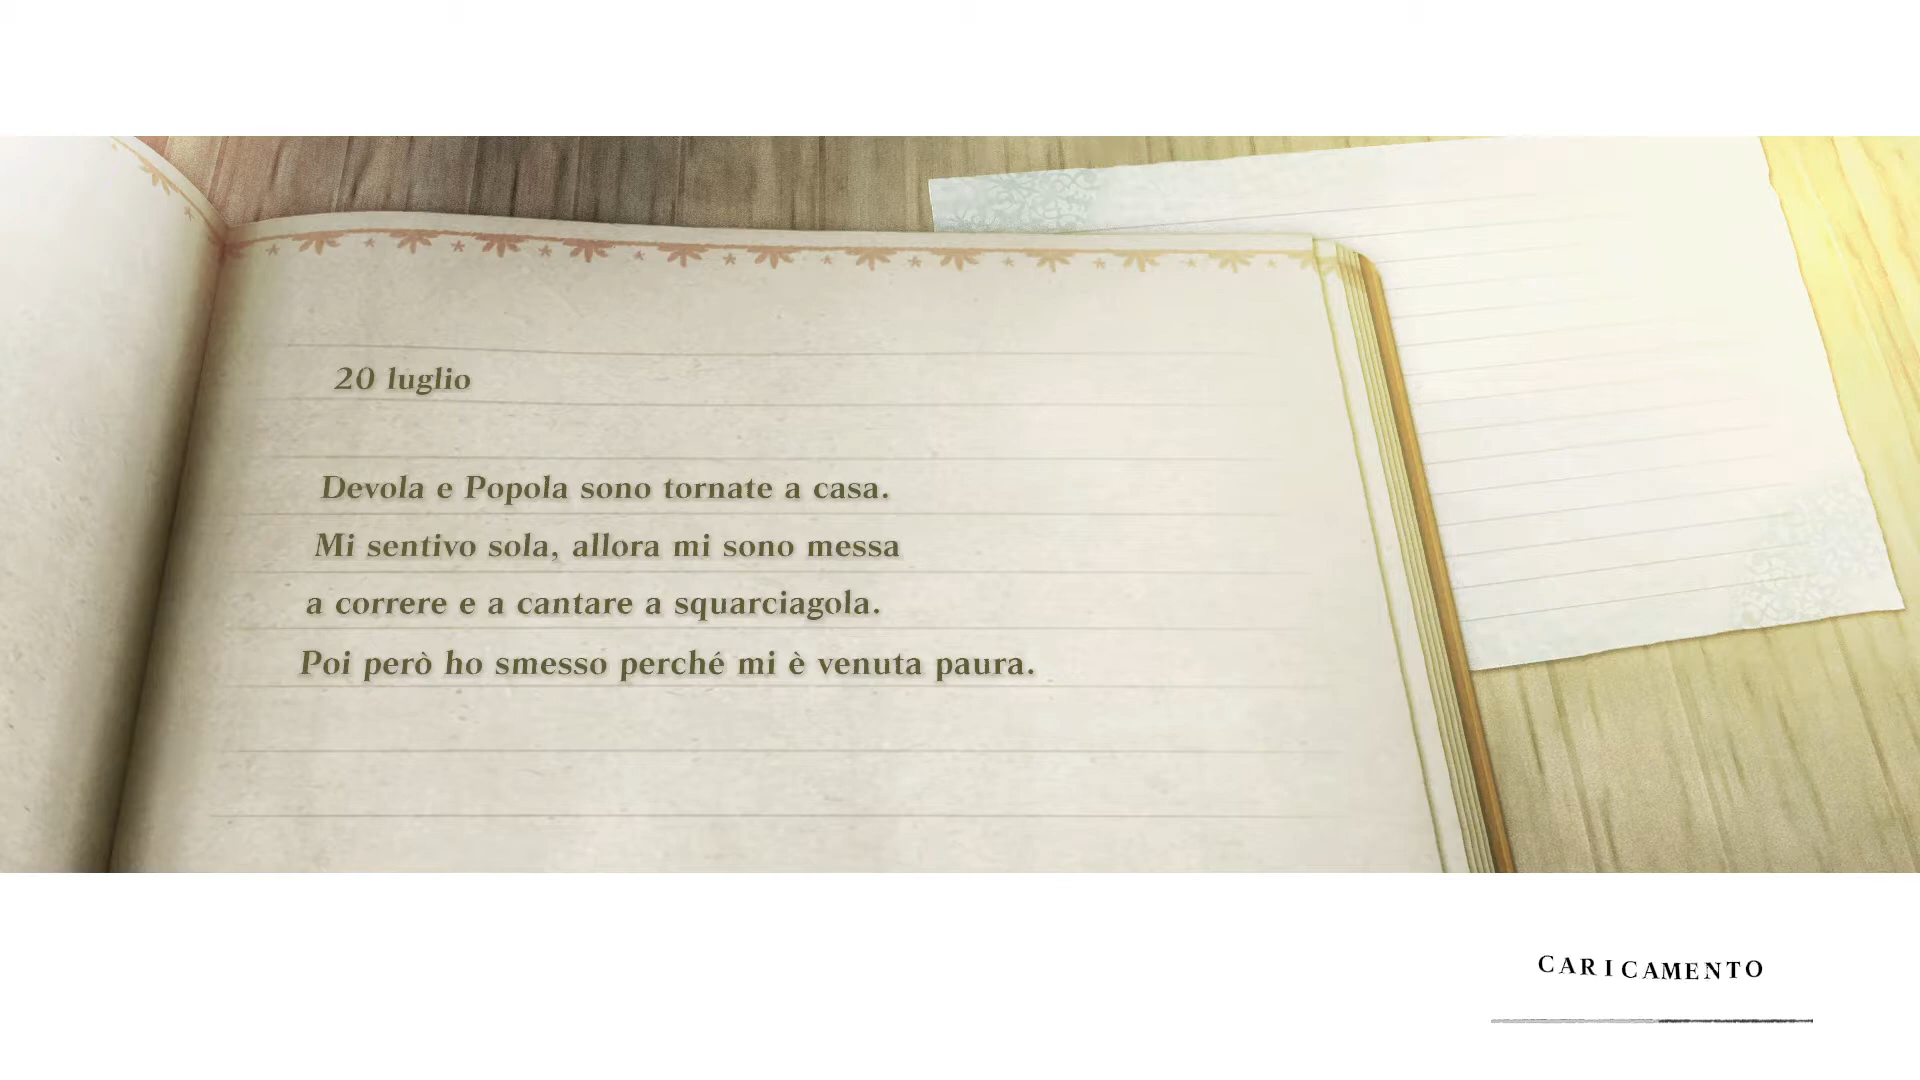 20 luglio
Devola e Popola sono tornate a casa.
Mi sentivo sola, allora mi sono messa
a correre e a cantare a squarciagola.
Poi però ho smesso perché mi è venuta paura.
CARICAMENTO